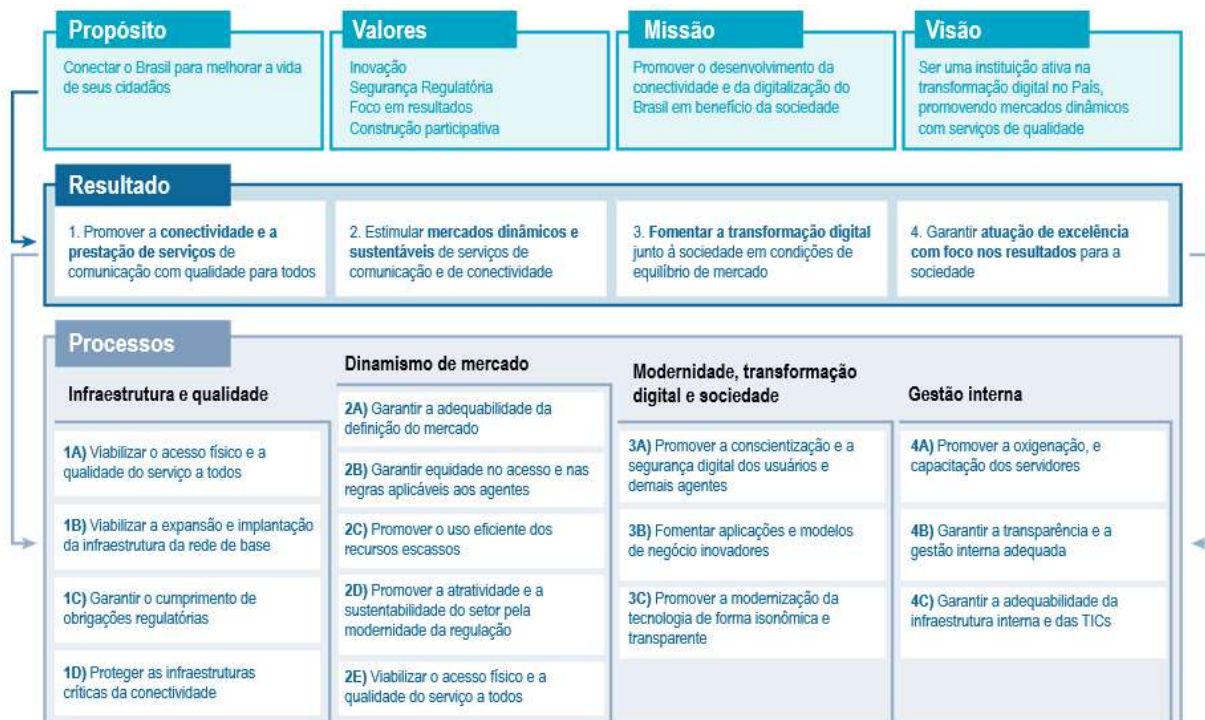 Propósito
Conectar o Brasil para melhorar a vida
de seus cidadãos
Valores
Inovação
Segurança Regulatória
Foco em resultados
Construção participativa
Missão
Promover o desenvolvimento da
conectividade e da digitalização do
Brasil em benefício da sociedade
Visão
Ser uma instituição ativa na
transformação digital no País,
promovendo mercados dinâmicos
com serviços de qualidade
Resultado
1. Promover a conectividade e a
prestação de serviços de
comunicação com qualidade para todos
2. Estimular mercados dinâmicos e
sustentáveis de serviços de
comunicação e de conectividade
3. Fomentar a transformação digital
junto à sociedade em condições de
equilíbrio de mercado
4. Garantir atuação de excelência
com foco nos resultados para a
sociedade
Processos
Infraestrutura e qualidade
1A) Viabilizar o acesso físico e a
qualidade do serviço a todos
1B) Viabilizar a expansão e implantação
da infraestrutura da rede de base
1C) Garantir o cumprimento de
obrigações regulatórias
1D) Proteger as infraestruturas
críticas da conectividade
Dinamismo de mercado
2A) Garantir a adequabilidade da
definição do mercado
2B) Garantir equidade no acesso e nas
regras aplicáveis aos agentes
2C) Promover o uso eficiente dos
recursos escassos
2D) Promover a atratividade e a
sustentabilidade do setor pela
modernidade da regulação
2E) Viabilizar o acesso físico e a
qualidade do serviço a todos
Modernidade, transformação
digital e sociedade
3A) Promover a conscientização e a
segurança digital dos usuários e
demais agentes
3B) Fomentar aplicações e modelos
de negócio inovadores
3C) Promover a modernização da
tecnologia de forma isonômica e
transparente
Gestão interna
4A) Promover a oxigenação, e
capacitação dos servidores
4B) Garantir a transparência e a
gestão interna adequada
4C) Garantir a adequabilidade da
infraestrutura interna e das TICs